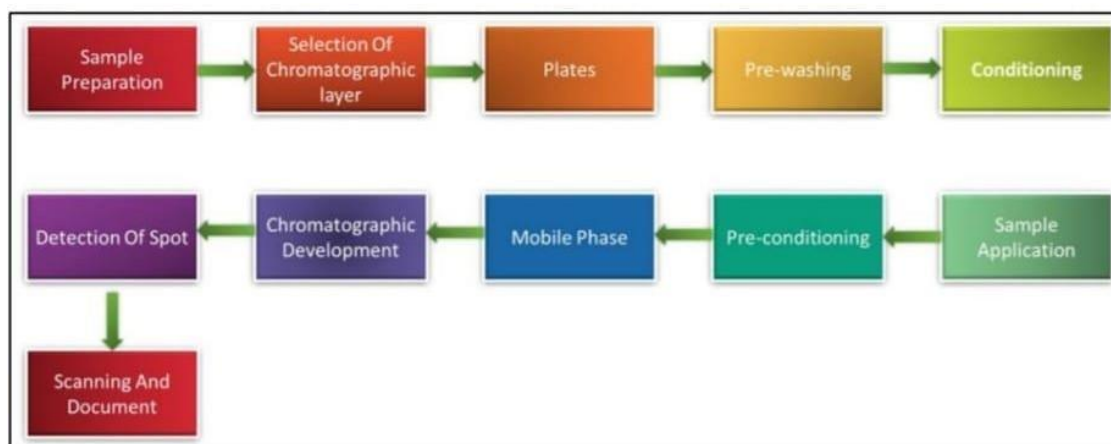 Sample
Preparation
Selection Of
Chromatographic
layer
Plates
Pre-washing
Conditioning
Sample
Application
Pre-conditioning
Mobile Phase
Chromatographic
Development
Detection Of Spot
Scanning And
Document